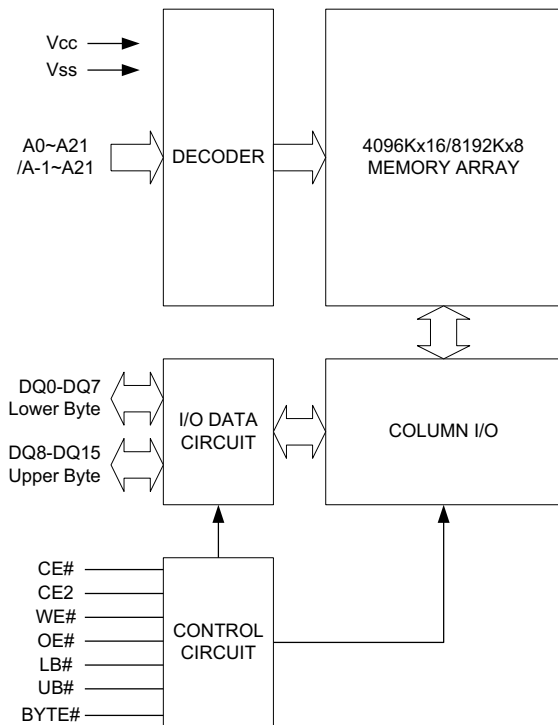 Vcc
Vss
A0~A21
/A-1~A21
DECODER
4096Kx16/8192Kx8
MEMORY ARRAY
DQ0-DQ7
Lower Byte
DQ8-DQ15
Upper Byte
I/O DATA
CIRCUIT
COLUMN I/O
CE#
CE2
WE#
OE#
LB#
UB#
BYTE#
CONTROL
CIRCUIT